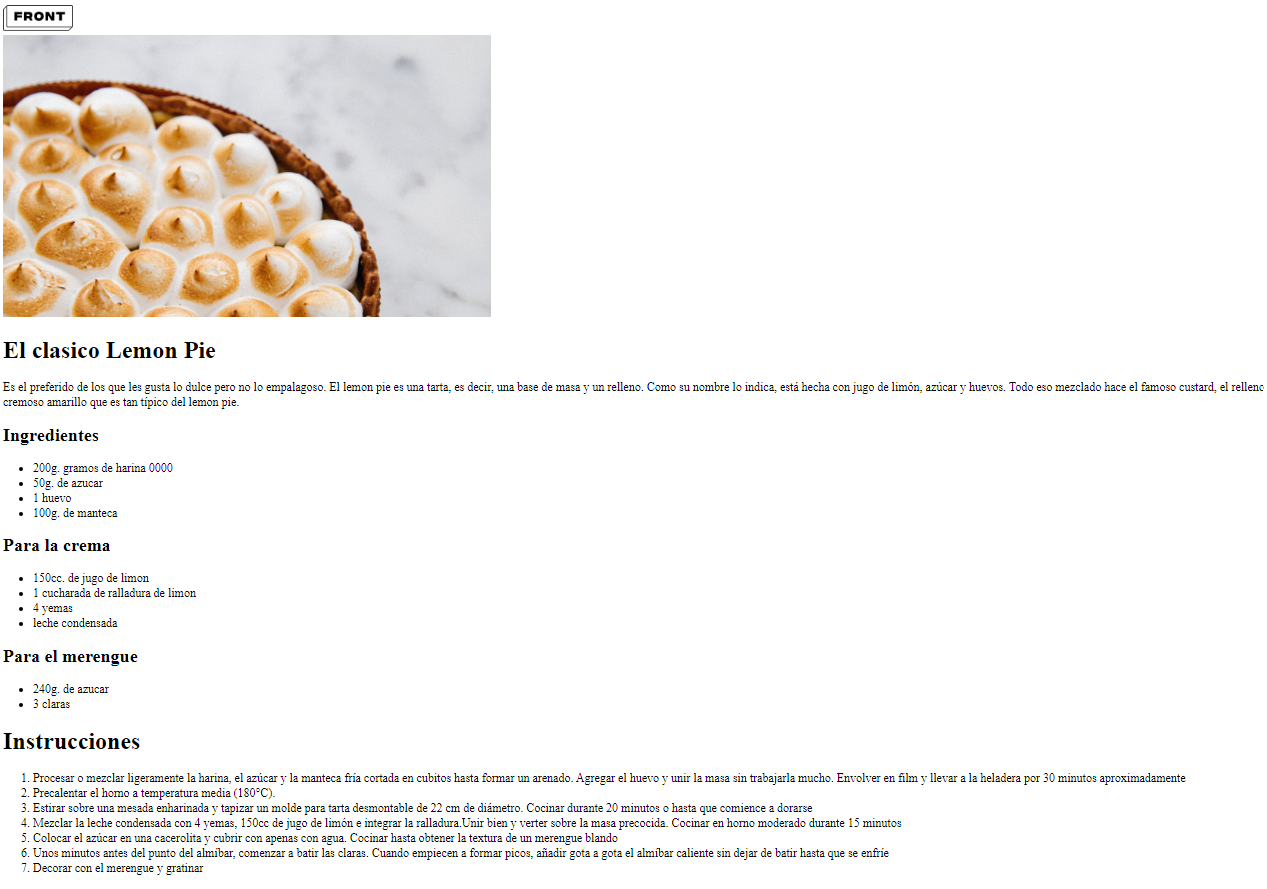 FRONT
El clasico Lemon Pie
Es el preferido de los que les gusta lo dulce pero no lo empalagoso. El lemon pie es una tarta, es decir, una base de masa y un relleno. Como su nombre lo indica, está hecha con jugo de limón, azúcar y huevos. Todo eso mezclado hace el famoso custard, el relleno
cremoso amarillo que es tan típico del lemon pie.
Ingredientes
• 200g. gramos de harina 0000
• 50g. de azucar
• 1 huevo
• 100g. de manteca
Para la crema
• 150cc. de jugo de limon
• 1 cucharada de ralladura de limon
• 4 yemas
• leche condensada
Para el merengue
• 240g. de azucar
• 3 claras
Instrucciones
1. Procesar o mezclar ligeramente la harina, el azúcar y la manteca fría cortada en cubitos hasta formar un arenado. Agregar el huevo y unir la masa sin trabajarla mucho. Envolver en film y llevar a la heladera por 30 minutos aproximadamente
2. Precalentar el horno a temperatura media (180°C).
3. Estirar sobre una mesada enharinada y tapizar un molde para tarta desmontable de 22 cm de diámetro. Cocinar durante 20 minutos o hasta que comience a dorarse
4. Mezclar la leche condensada con 4 yemas, 150cc de jugo de limón e integrar la ralladura.Unir bien y verter sobre la masa precocida. Cocinar en horno moderado durante 15 minutos
5. Colocar el azúcar en una cacerolita y cubrir con apenas con agua. Cocinar hasta obtener la textura de un merengue blando
6. Unos minutos antes del punto del almíbar, comenzar a batir las claras. Cuando empiecen a formar picos, añadir gota a gota el almíbar caliente sin dejar de batir hasta que se enfríe
7. Decorar con el merengue y gratinar